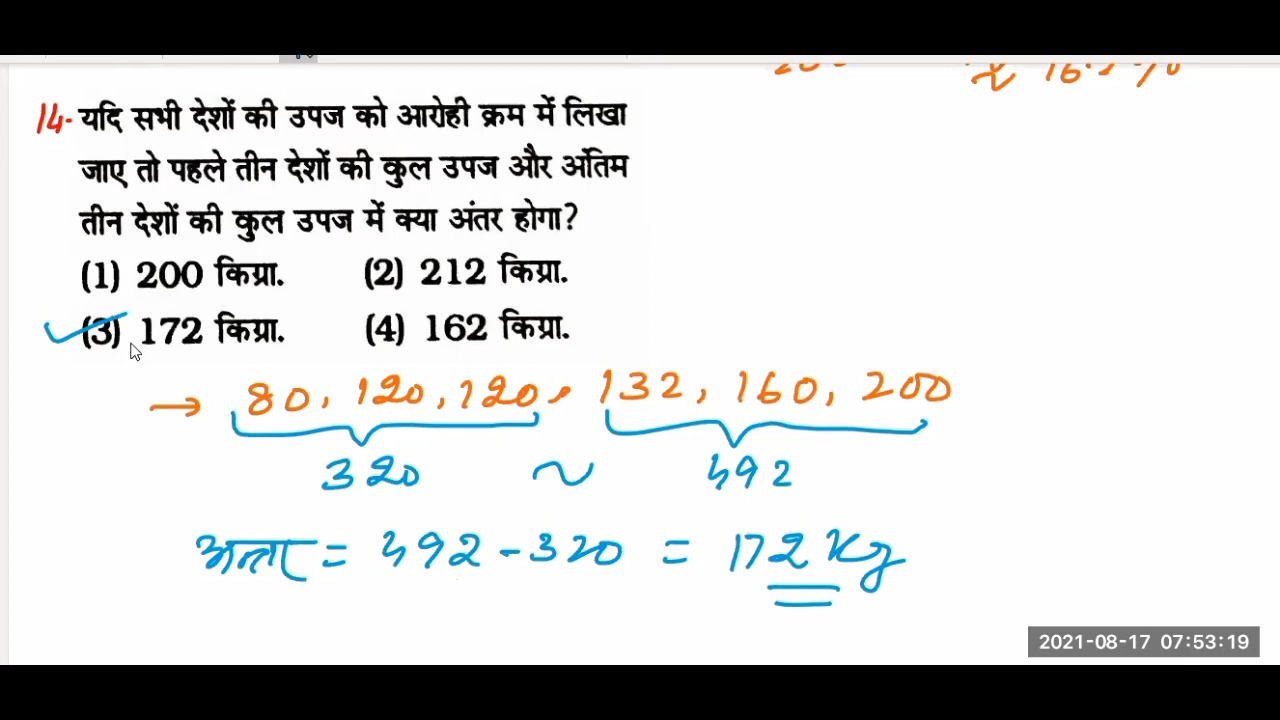 14. यदि सभी देशों की उपज को आरोही क्रम में लिखा
जाए तो पहले तीन देशों की कुल उपज और अंतिम
तीन देशों की कुल उपज में क्या अंतर होगा?
(1) 200 किग्रा. (2) 212 किग्रा.
(3) 172 किग्रा. (4) 162 किग्रा.
→ 80, 120, 120, 132, 160, 200
320 ~ 492
अन्तर = 492 - 320 = 172 Kg
2021-08-17 07:53:19